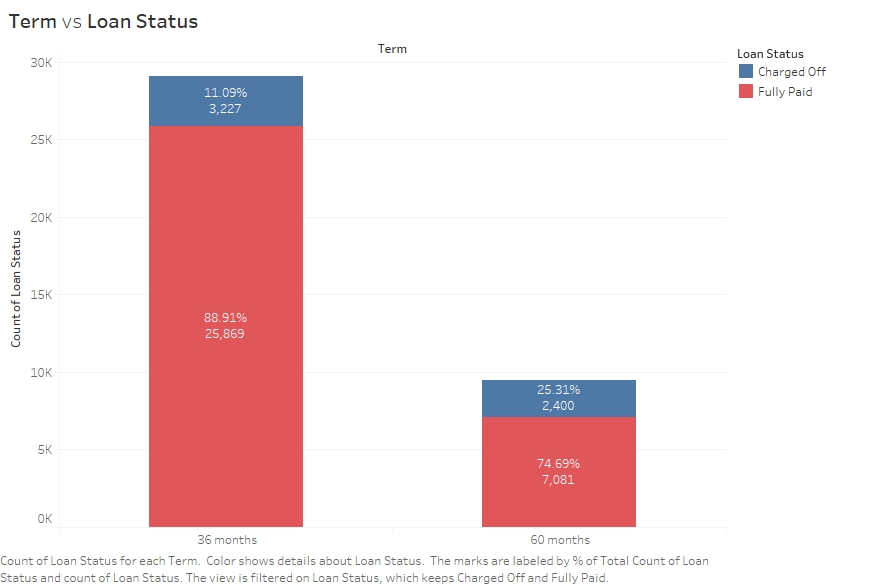 Term vs Loan Status
Term
Loan Status
Charged Off
Fully Paid
30K
25K
20K
15K
10K
5K
0K
Count of Loan Status
11.09%
3,227
88.91%
25,869
25.31%
2,400
74.69%
7,081
36 months
60 months
Count of Loan Status for each Term. Color shows details about Loan Status. The marks are labeled by % of Total Count of Loan
Status and count of Loan Status. The view is filtered on Loan Status, which keeps Charged Off and Fully Paid.